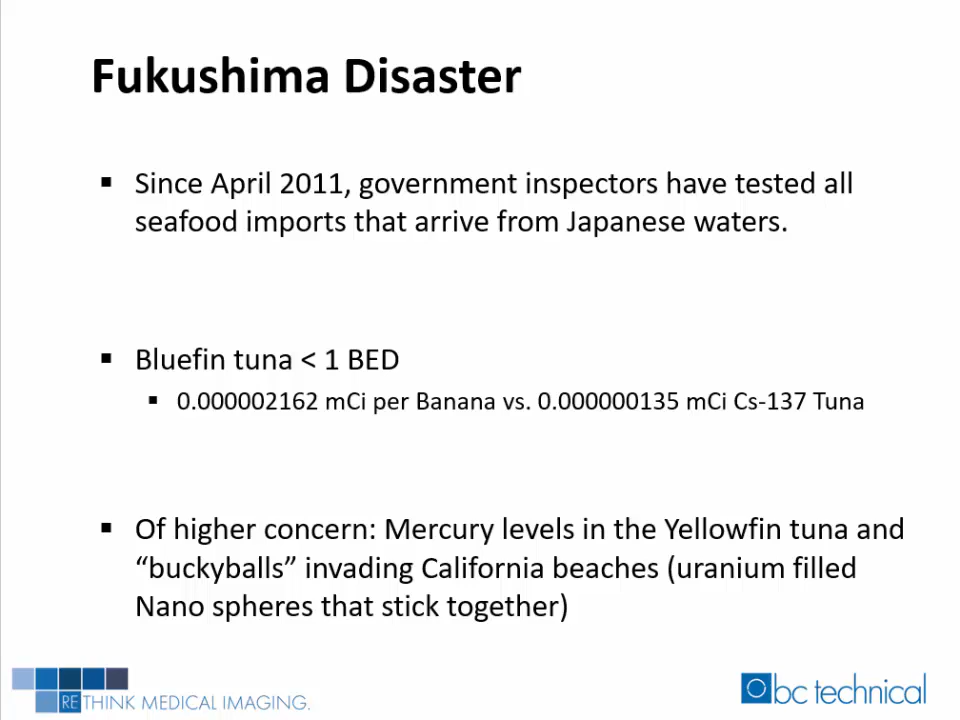 Fukushima Disaster
▪ Since April 2011, government inspectors have tested all
seafood imports that arrive from Japanese waters.
▪ Bluefin tuna < 1 BED
▪ 0.000002162 mCi per Banana vs. 0.000000135 mCi Cs-137 Tuna
▪ Of higher concern: Mercury levels in the Yellowfin tuna and
“buckyballs” invading California beaches (uranium filled
Nano spheres that stick together)
RETHINK MEDICAL IMAGING.
bc technical